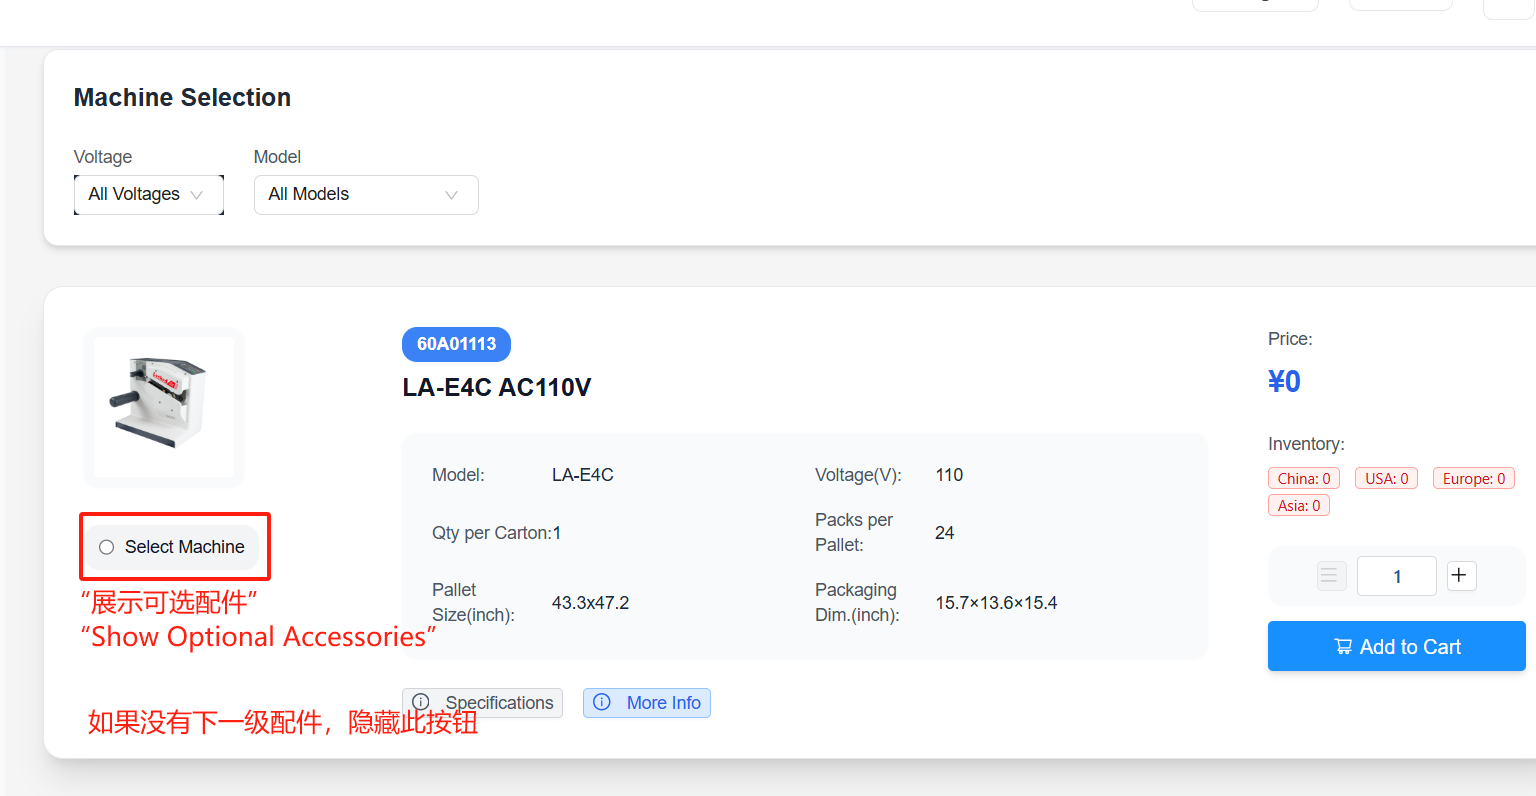 Machine Selection
Voltage
Model
All Voltages
All Models
60A01113
LA-E4C AC110V
Model:
LA-E4C
Voltage(V):
110
Qty per Carton:1
Packs per
Pallet:
24
Pallet
Size(inch):
43.3x47.2
Packaging
Dim.(inch):
15.7×13.6×15.4
Specifications
More Info
Select Machine
“展示可选配件”
“Show Optional Accessories”
如果没有下一级配件，隐藏此按钮
Price:
¥0
Inventory:
China: 0
USA: 0
Europe: 0
Asia: 0
1
Add to Cart